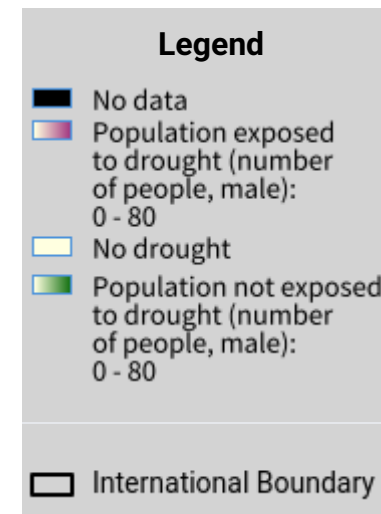 Legend
No data
Population exposed
to drought (number
of people, male):
0 - 80
No drought
Population not exposed
to drought (number
of people, male):
0 - 80
International Boundary